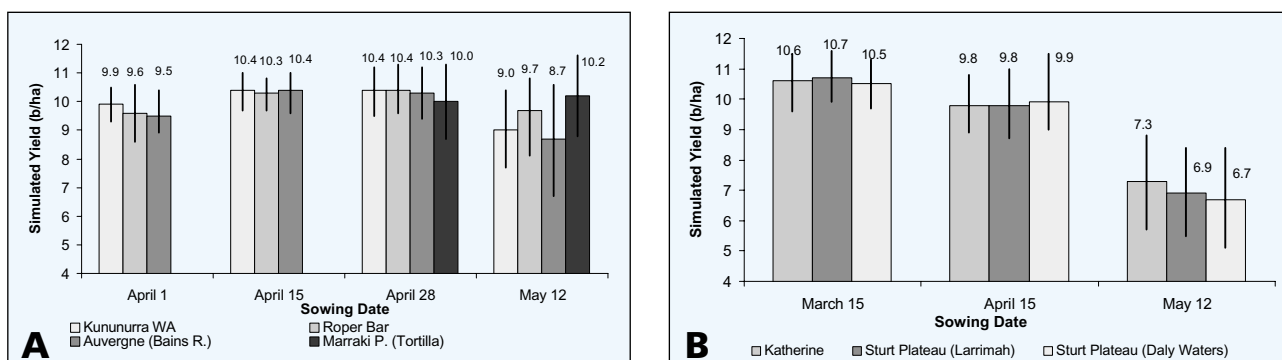 12
11
10
9
8
7
6
5
4
Simulated Yield (b/ha)
9.9 9.6 9.5
10.4 10.3 10.4
10.4 10.4 10.3 10.0
9.0 9.7 8.7 10.2
April 1 April 15 April 28 May 12
Sowing Date
Kununurra WA Roper Bar
Auvergne (Bains R.) Marraki P. (Tortilla)
A
12
11
10
9
8
7
6
5
4
Simulated Yield (b/ha)
10.6 10.7 10.5
9.8 9.8 9.9
7.3 6.9 6.7
March 15 April 15 May 12
Sowing Date
Katherine Sturt Plateau (Larrimah) Sturt Plateau (Daly Waters)
B